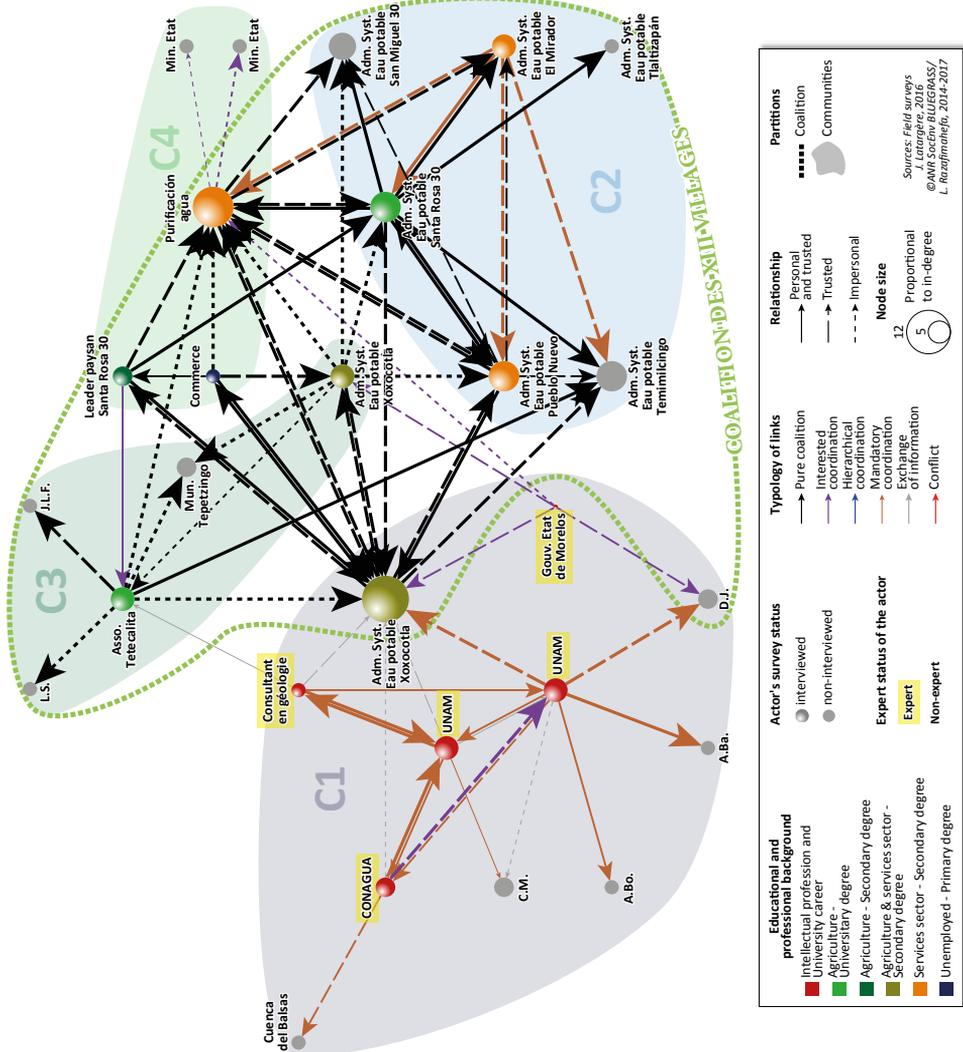 Min. Etat
Min. Etat
C4
Purificación
agua
Leader paysan
Santa Rosa 30
Commerce
Adm. Syst.
Eau potable
San Miguel 30
Adm. Syst.
Eau potable
El Mirador
Adm. Syst.
Eau potable
Tlaltizapán
Adm. Syst.
Eau potable
Santa Rosa 30
C2
Adm. Syst.
Eau potable
Xoxocotla
Adm. Syst.
Eau potable
Pueblo Nuevo
Adm. Syst.
Eau potable
Temimilcingo
COALITION-DES-XIII-VILLAGES
C3
J.L.F.
Mun.
Tepetzingo
Asso.
Tetecalita
L.S.
Adm. Syst.
Eau potable
Xoxocotla
Gouv. Etat
de Morelos
D.J.
Consultant
en géologie
UNAM
UNAM
C1
CONAGUA
C.M.
A.Bo.
A.Ba.
Cuenca
del Balsas
Educational and
professional background
Intellectual profession and
University career
Agriculture -
Universitary degree
Agriculture - Secondary degree
Agriculture & services sector -
Secondary degree
Services sector - Secondary degree
Unemployed - Primary degree
Actor's survey status
interviewed
non-interviewed
Expert status of the actor
Expert
Non-expert
Typology of links
Pure coalition
Interested
coordination
Hierarchical
coordination
Mandatory
coordination
Exchange
of information
Conflict
Relationship
Personal
and trusted
Trusted
Impersonal
Node size
12
5
Proportional
to in-degree
Partitions
Coalition
Communities
Sources: Field surveys
J. Latargère, 2016
©ANR SocEnv BLUEGRASS/
L. Razafimahefa, 2014-2017